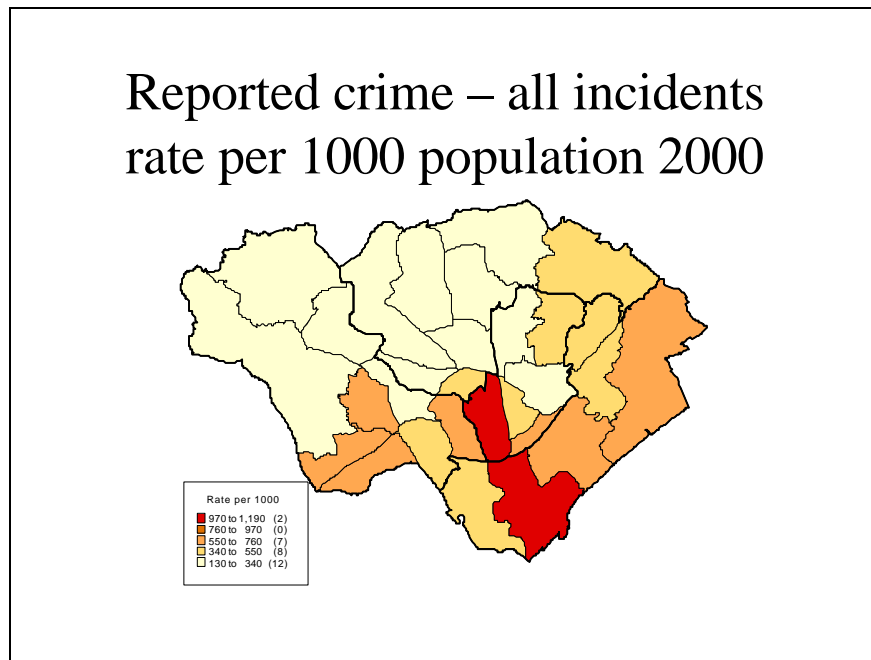 Reported crime – all incidents
rate per 1000 population 2000
Rate per 1000
970 to 1,190 (2)
760 to 970 (0)
550 to 760 (7)
340 to 550 (8)
130 to 340 (12)